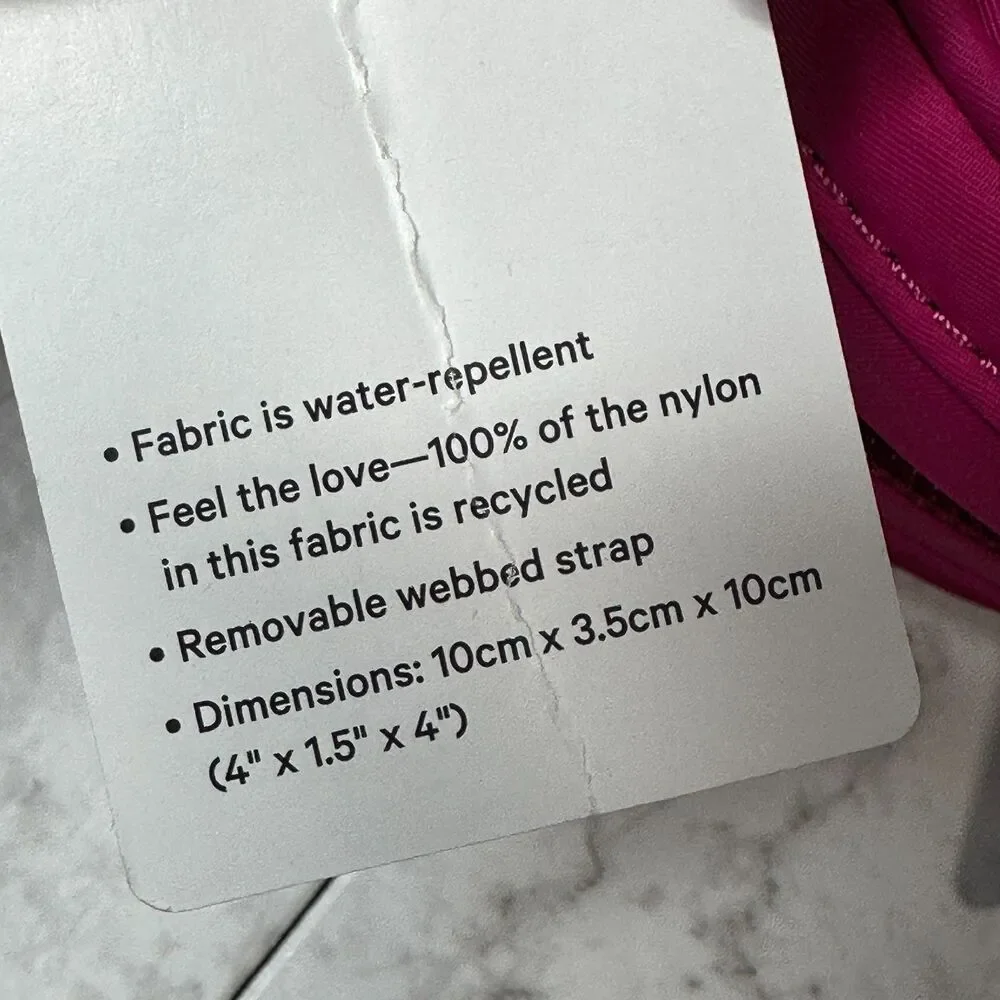 • Fabric is water-repellent
• Feel the love—100% of the nylon
in this fabric is recycled
• Removable webbed strap
• Dimensions: 10cm x 3.5cm x 10cm
(4" x 1.5" x 4")